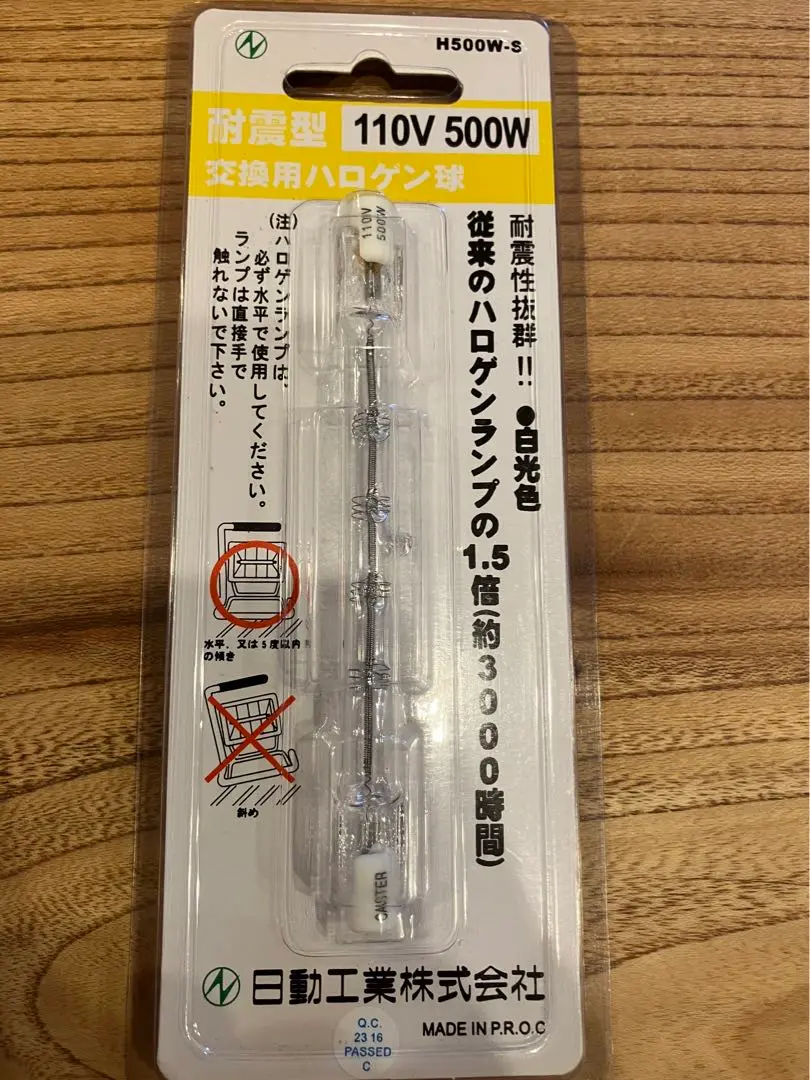 H500W-S
耐震型 110V 500W
交換用ハロゲン球
耐震性抜群!! ●白光色
従来のハロゲンランプの1.5倍(約3000時間)
110V
500W
(注)ハロゲンランプは、
必ず水平で使用してください。
ランプは直接手で
触れないで下さい。
水平、又は5度以内
の傾き
斜め
CAISTER
日動工業株式会社
MADE IN P.R.O.C
Q.C.
23 16
PASSED
C